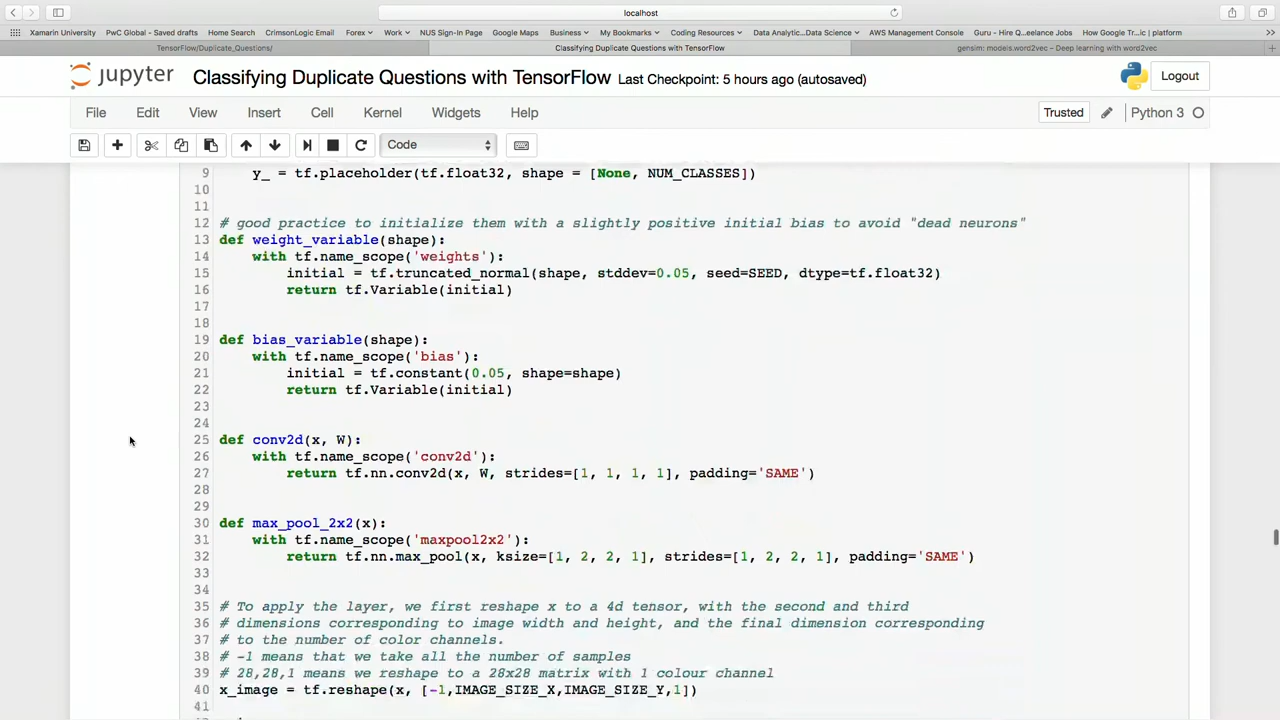 localhost
Xamarin University PwC Global - Saved drafts Home Search CrimsonLogic Email Forex Work NUS Sign-In Page Google Maps Business My Bookmarks Coding Resources Data Analytic...Data Science AWS Management Console Guru - Hire Q...eelance Jobs How Google Tr...ic | platform
TensorFlow/Duplicate_Questions/ Classifying Duplicate Questions with TensorFlow gensim: models.word2vec – Deep learning with word2vec
jupyter Classifying Duplicate Questions with TensorFlow Last Checkpoint: 5 hours ago (autosaved) Logout
File Edit View Insert Cell Kernel Widgets Help Trusted Python 3
Code
9 y_ = tf.placeholder(tf.float32, shape = [None, NUM_CLASSES])
10
11
12 # good practice to initialize them with a slightly positive initial bias to avoid "dead neurons"
13 def weight_variable(shape):
14 with tf.name_scope('weights'):
15 initial = tf.truncated_normal(shape, stddev=0.05, seed=SEED, dtype=tf.float32)
16 return tf.Variable(initial)
17
18
19 def bias_variable(shape):
20 with tf.name_scope('bias'):
21 initial = tf.constant(0.05, shape=shape)
22 return tf.Variable(initial)
23
24
25 def conv2d(x, W):
26 with tf.name_scope('conv2d'):
27 return tf.nn.conv2d(x, W, strides=[1, 1, 1, 1], padding='SAME')
28
29
30 def max_pool_2x2(x):
31 with tf.name_scope('maxpool2x2'):
32 return tf.nn.max_pool(x, ksize=[1, 2, 2, 1], strides=[1, 2, 2, 1], padding='SAME')
33
34
35 # To apply the layer, we first reshape x to a 4d tensor, with the second and third
36 # dimensions corresponding to image width and height, and the final dimension corresponding
37 # to the number of color channels.
38 # -1 means that we take all the number of samples
39 # 28,28,1 means we reshape to a 28x28 matrix with 1 colour channel
40 x_image = tf.reshape(x, [-1,IMAGE_SIZE_X,IMAGE_SIZE_Y,1])
41